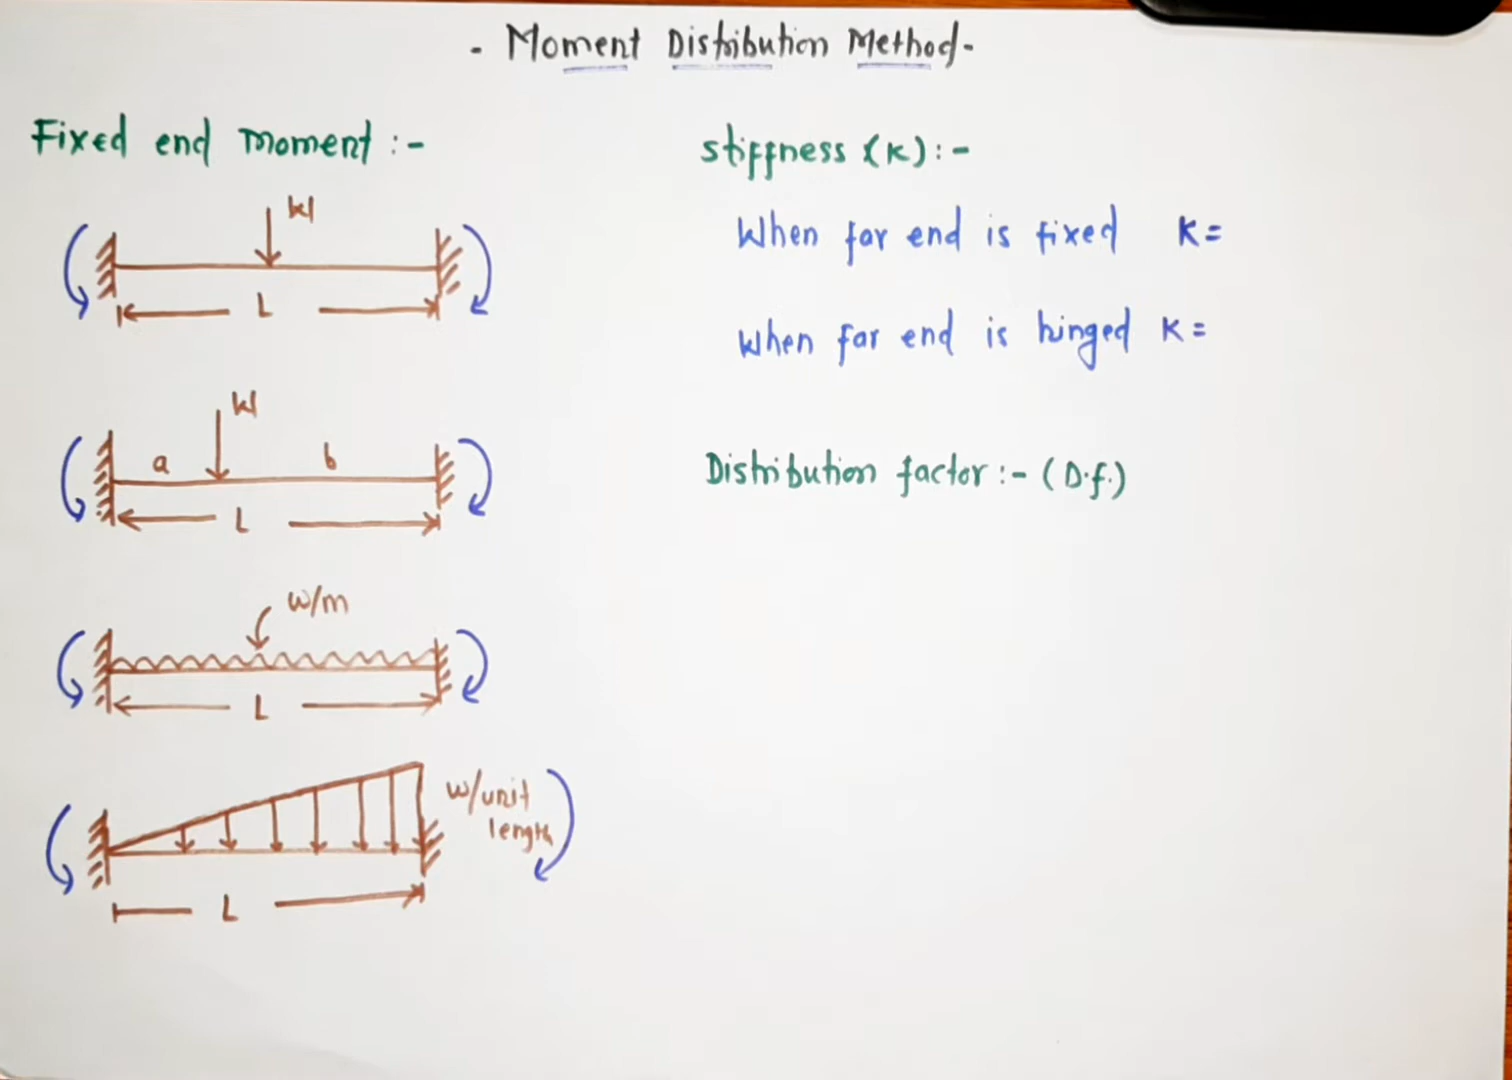 - Moment Distribution Method -
Fixed end moment :-
W
L
W
a b
L
w/m
L
w/unit
length
L
stiffness (K) :-
When far end is fixed K =
When far end is hinged K =
Distribution factor :- (D.f.)